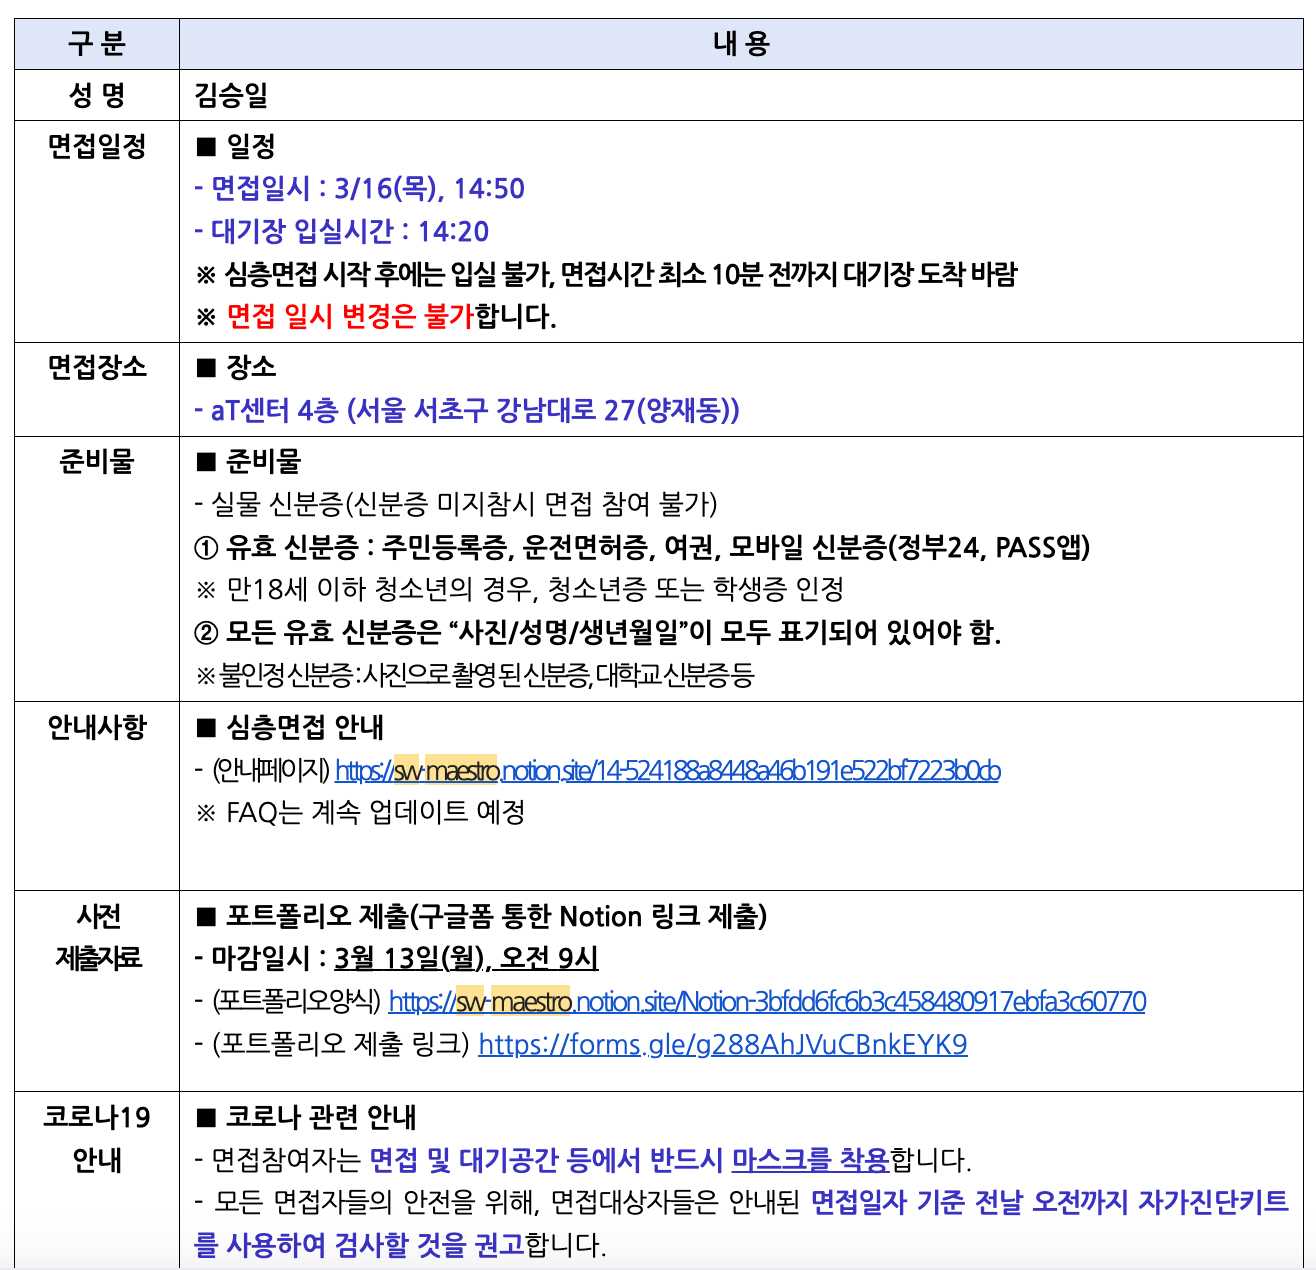 구 분
내 용
성 명
김승일
면접일정
■ 일정
- 면접일시 : 3/16(목), 14:50
- 대기장 입실시간 : 14:20
※ 심층면접 시작 후에는 입실 불가, 면접시간 최소 10분 전까지 대기장 도착 바람
※ 면접 일시 변경은 불가합니다.
면접장소
■ 장소
- aT센터 4층 (서울 서초구 강남대로 27(양재동))
준비물
■ 준비물
- 실물 신분증(신분증 미지참시 면접 참여 불가)
① 유효 신분증 : 주민등록증, 운전면허증, 여권, 모바일 신분증(정부24, PASS앱)
※ 만18세 이하 청소년의 경우, 청소년증 또는 학생증 인정
② 모든 유효 신분증은 “사진/성명/생년월일”이 모두 표기되어 있어야 함.
※ 불인정 신분증 : 사진으로 촬영 된 신분증, 대학교 신분증 등
안내사항
■ 심층면접 안내
- (안내페이지) https://sw-maestro.notion.site/14-524188a8448a46b191e522bf7223b0cb
※ FAQ는 계속 업데이트 예정
사전
제출자료
■ 포트폴리오 제출(구글폼 통한 Notion 링크 제출)
- 마감일시 : 3월 13일(월), 오전 9시
- (포트폴리오양식) https://sw-maestro.notion.site/Notion-3bfdd6fc6b3c458480917ebfa3c60770
- (포트폴리오 제출 링크) https://forms.gle/g288AhJVuCBnkEYK9
코로나19
안내
■ 코로나 관련 안내
- 면접참여자는 면접 및 대기공간 등에서 반드시 마스크를 착용합니다.
- 모든 면접자들의 안전을 위해, 면접대상자들은 안내된 면접일자 기준 전날 오전까지 자가진단키트
를 사용하여 검사할 것을 권고합니다.